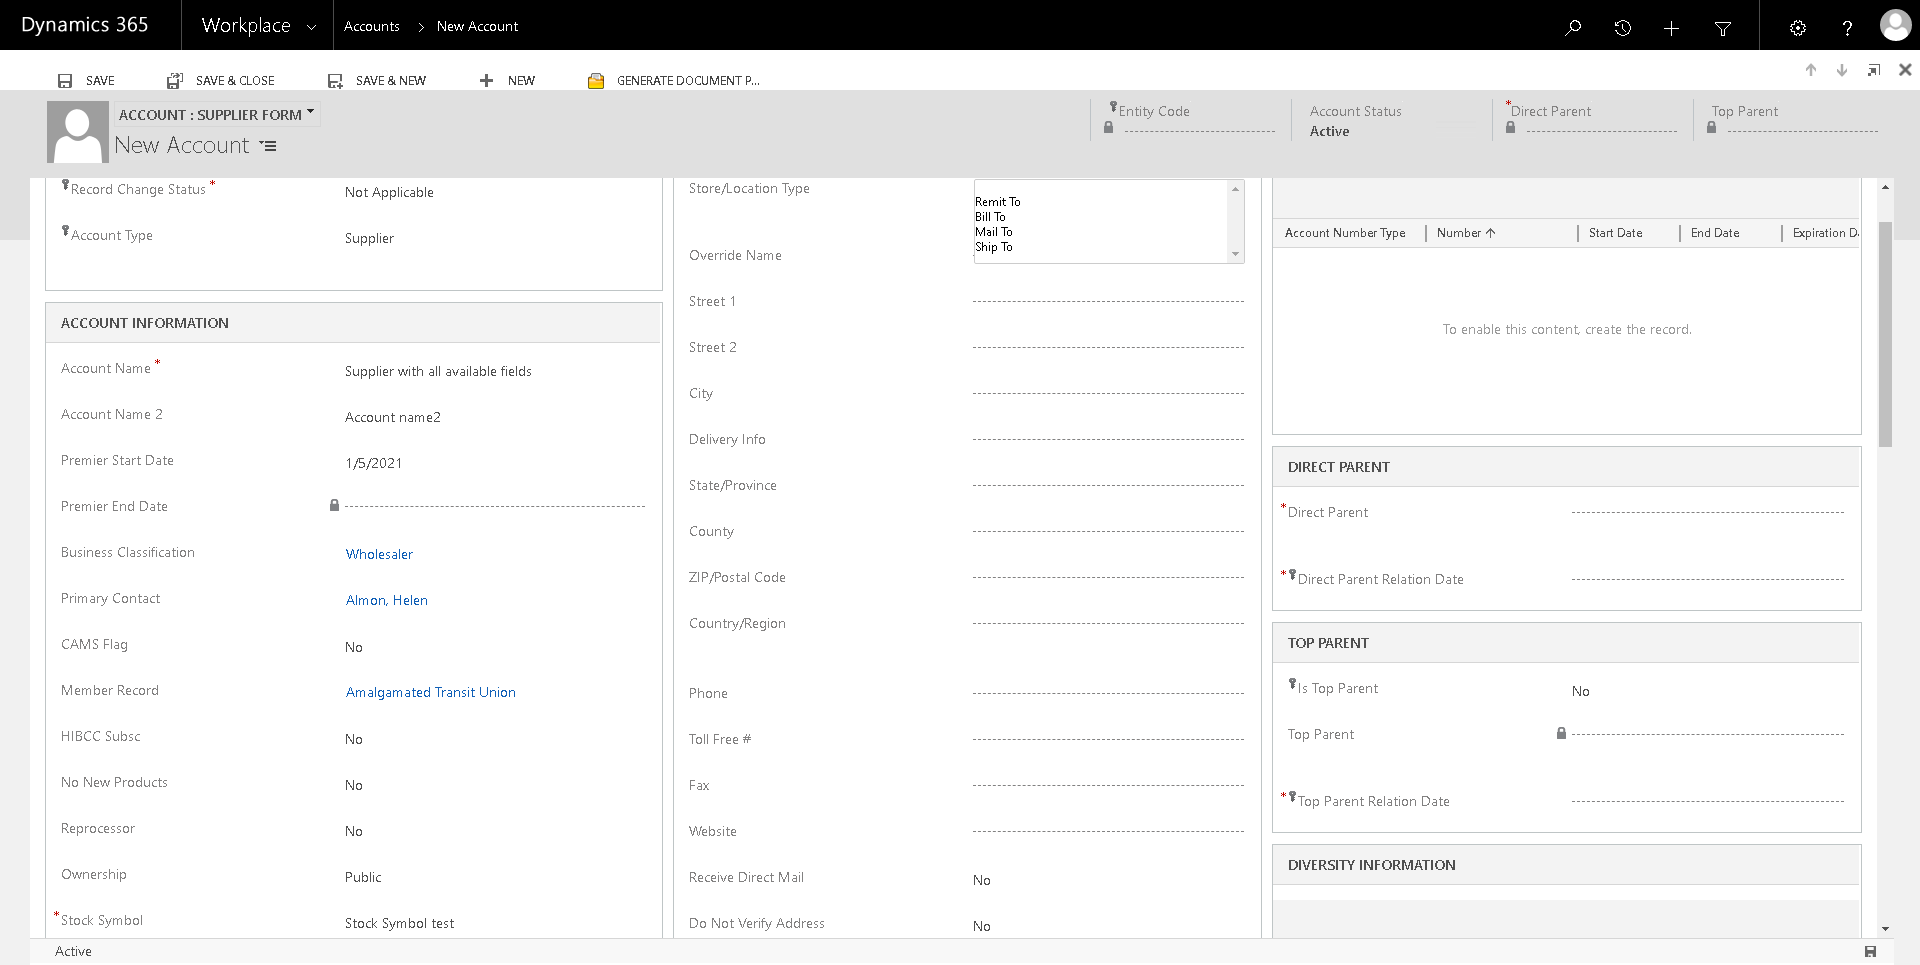 Dynamics 365
Workplace
Accounts > New Account
?
SAVE
SAVE & CLOSE
SAVE & NEW
NEW
GENERATE DOCUMENT P...
ACCOUNT : SUPPLIER FORM
New Account
Entity Code
Account Status
Active
*Direct Parent
Top Parent
Record Change Status *
Not Applicable
Account Type
Supplier
ACCOUNT INFORMATION
Account Name *
Supplier with all available fields
Account Name 2
Account name2
Premier Start Date
1/5/2021
Premier End Date
Business Classification
Wholesaler
Primary Contact
Almon, Helen
CAMS Flag
No
Member Record
Amalgamated Transit Union
HIBCC Subsc
No
No New Products
No
Reprocessor
No
Ownership
Public
*Stock Symbol
Stock Symbol test
Store/Location Type
Remit To
Bill To
Mail To
Ship To
Override Name
Street 1
Street 2
City
Delivery Info
State/Province
County
ZIP/Postal Code
Country/Region
Phone
Toll Free #
Fax
Website
Receive Direct Mail
No
Do Not Verify Address
No
Account Number Type
Number
Start Date
End Date
Expiration D
To enable this content, create the record.
DIRECT PARENT
*Direct Parent
*Direct Parent Relation Date
TOP PARENT
Is Top Parent
No
Top Parent
*Top Parent Relation Date
DIVERSITY INFORMATION
Active